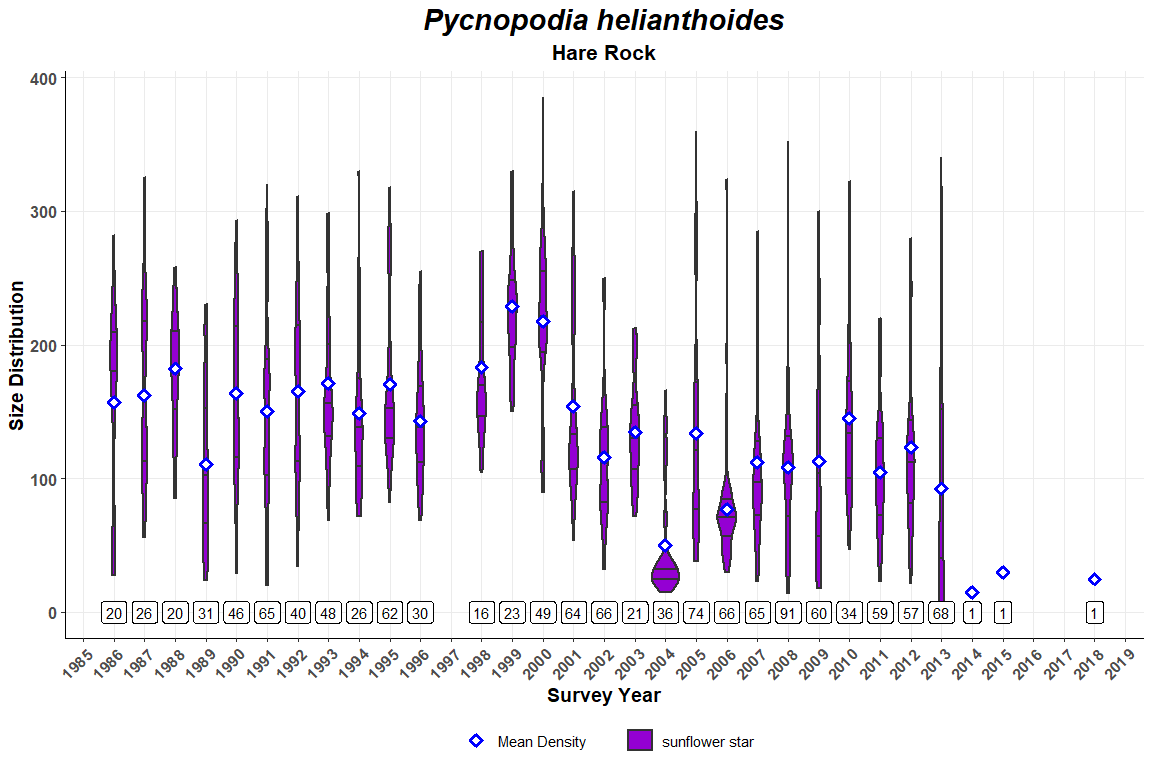 Pycnopodia helianthoides
Hare Rock
Size Distribution
400
300
200
100
0
20 26 20 31 46 65 40 48 26 62 30 16 23 49 64 66 21 36 74 66 65 91 60 34 59 57 68 1 1 1
1985 1986 1987 1988 1989 1990 1991 1992 1993 1994 1995 1996 1997 1998 1999 2000 2001 2002 2003 2004 2005 2006 2007 2008 2009 2010 2011 2012 2013 2014 2015 2016 2017 2018 2019
Survey Year
Mean Density sunflower star